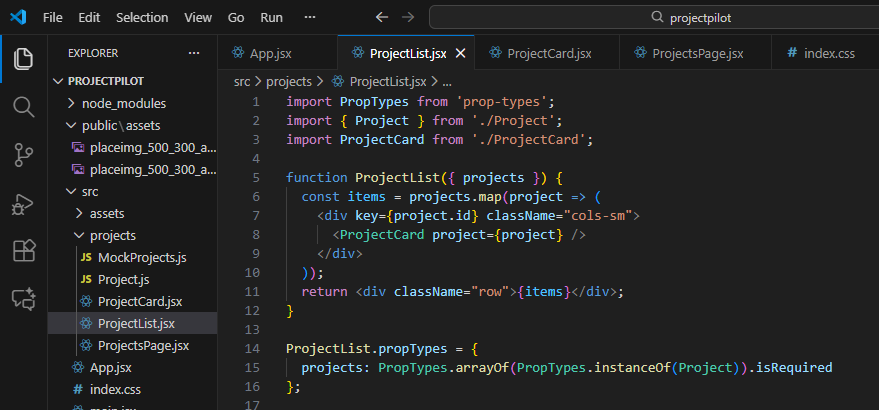 File Edit Selection View Go Run ··· projectpilot
EXPLORER ···
PROJECTPILOT
node_modules
public\assets
placeimg_500_300_a...
placeimg_500_300_a...
src
assets
projects
JS MockProjects.js
JS Project.js
ProjectCard.jsx
ProjectList.jsx
ProjectsPage.jsx
App.jsx
# index.css
App.jsx ProjectList.jsx ProjectCard.jsx ProjectsPage.jsx # index.css
src > projects > ProjectList.jsx > ...
1 import PropTypes from 'prop-types';
2 import { Project } from './Project';
3 import ProjectCard from './ProjectCard';
4
5 function ProjectList({ projects }) {
6 const items = projects.map(project => (
7 <div key={project.id} className="cols-sm">
8 <ProjectCard project={project} />
9 </div>
10 ));
11 return <div className="row">{items}</div>;
12 }
13
14 ProjectList.propTypes = {
15 projects: PropTypes.arrayOf(PropTypes.instanceOf(Project)).isRequired
16 };
17